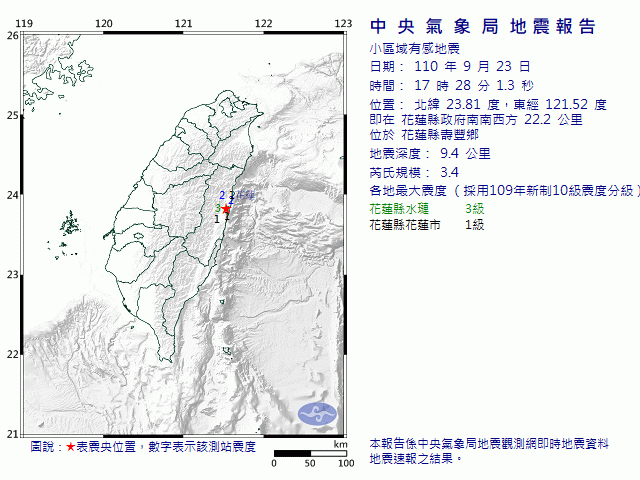 119 120 121 122 123
26
25
24
23
22
21
2 2
3
1 1
圖說：★表震央位置，數字表示該測站震度
km
0 50 100
中央氣象局地震報告
小區域有感地震
日期： 110 年 9 月 23 日
時間： 17 時 28 分 1.3 秒
位置： 北緯 23.81 度，東經 121.52 度
即在 花蓮縣政府南南西方 22.2 公里
位於 花蓮縣壽豐鄉
地震深度： 9.4 公里
芮氏規模： 3.4
各地最大震度（採用109年新制10級震度分級）
花蓮縣水璉 3級
花蓮縣花蓮市 1級
本報告係中央氣象局地震觀測網即時地震資料
地震速報之結果。